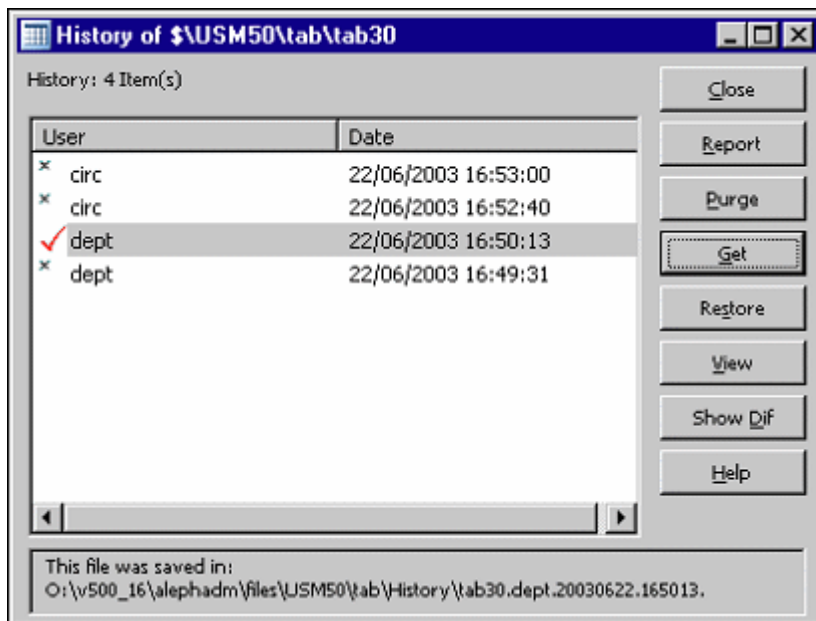 History of $\USM50\tab\tab30
History: 4 Item(s)
Close
User Date
Report
circ 22/06/2003 16:53:00
circ 22/06/2003 16:52:40
Purge
dept 22/06/2003 16:50:13
Get
dept 22/06/2003 16:49:31
Restore
View
Show Dif
Help
This file was saved in:
O:\v500_16\alephadm\files\USM50\tab\History\tab30.dept.20030622.165013.